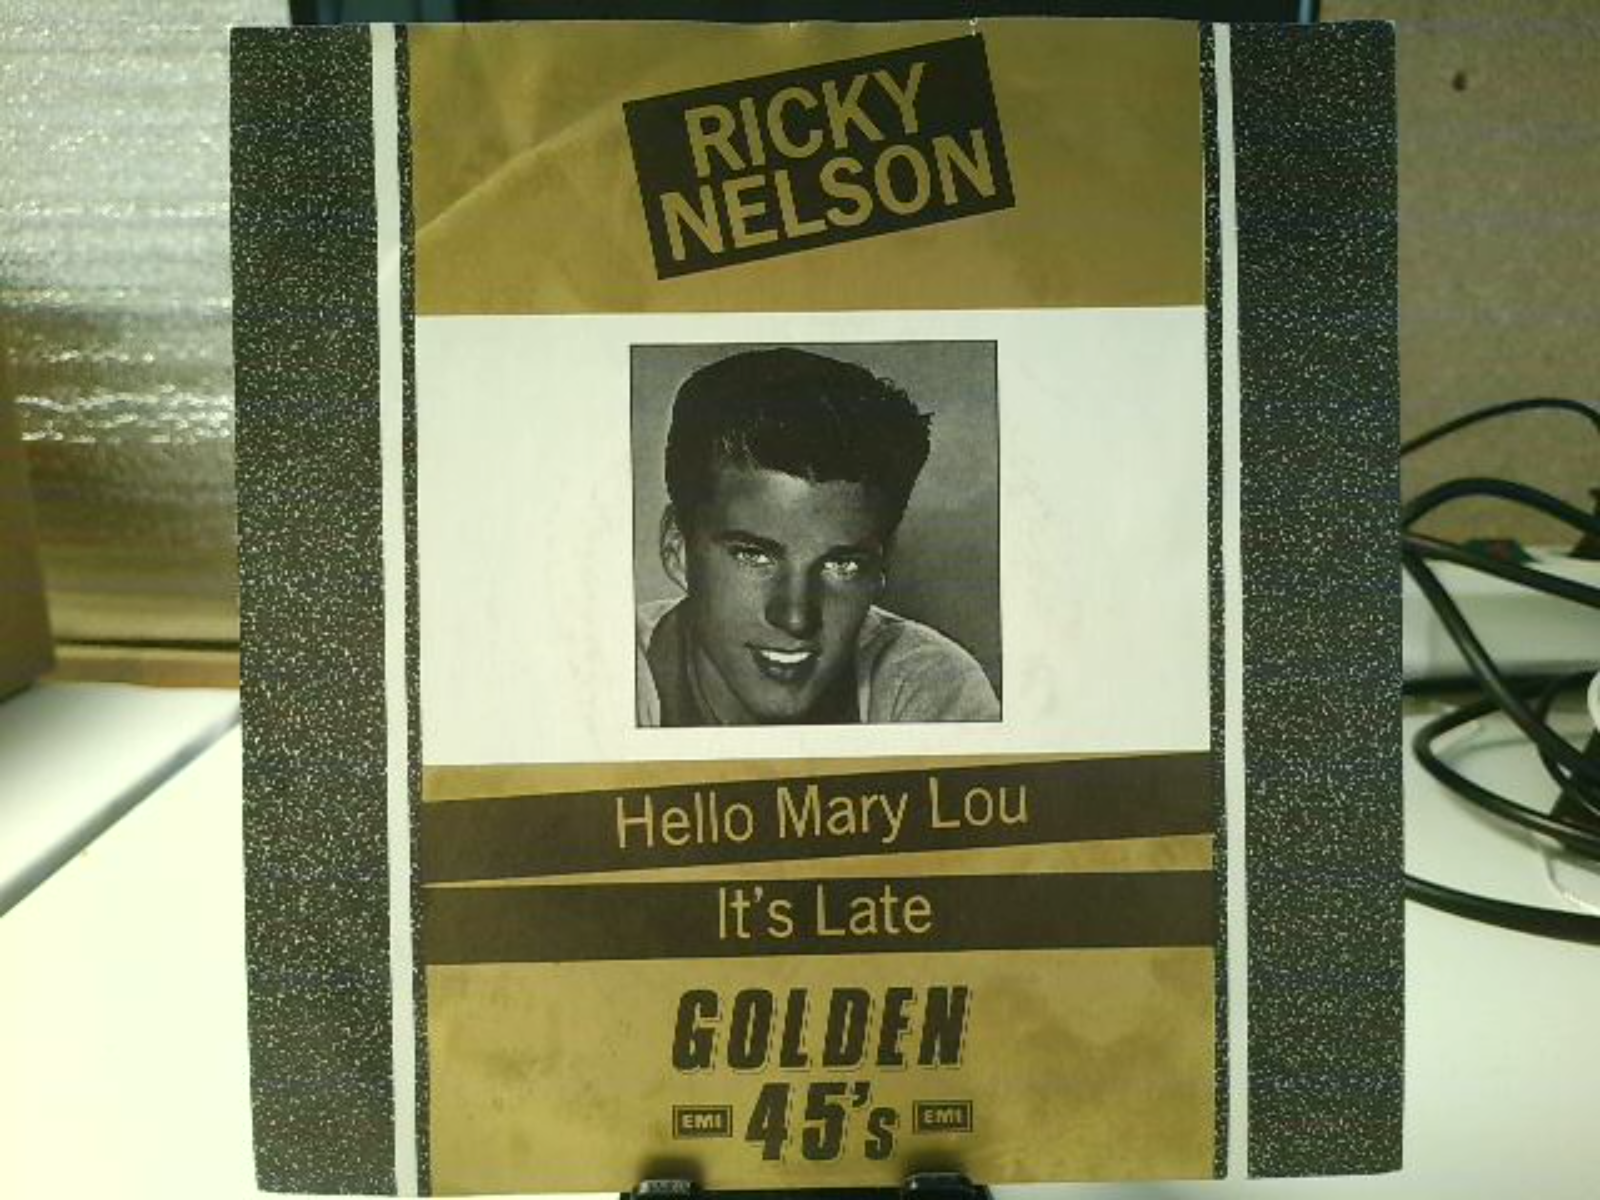 RICKY
NELSON
Hello Mary Lou
It's Late
GOLDEN
EMI 45's EMI